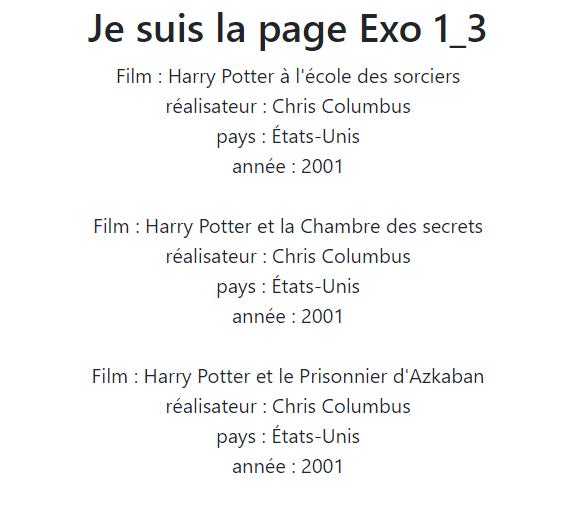 Je suis la page Exo 1_3
Film : Harry Potter à l'école des sorciers
réalisateur : Chris Columbus
pays : États-Unis
année : 2001
Film : Harry Potter et la Chambre des secrets
réalisateur : Chris Columbus
pays : États-Unis
année : 2001
Film : Harry Potter et le Prisonnier d'Azkaban
réalisateur : Chris Columbus
pays : États-Unis
année : 2001